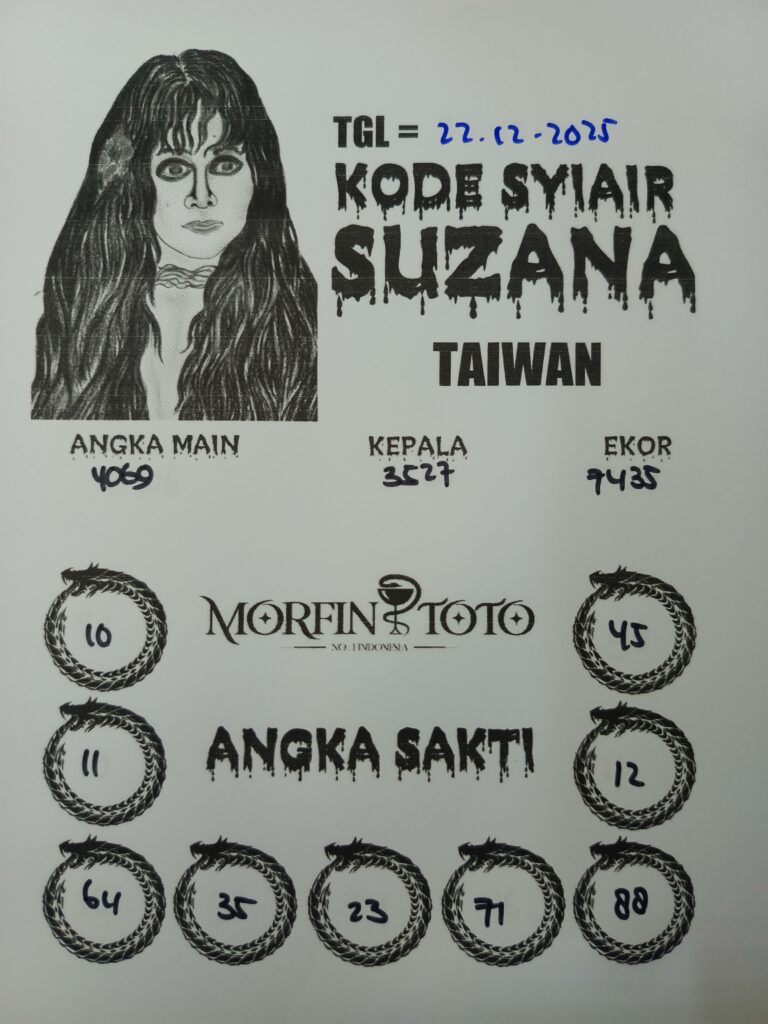 TGL = 22.12-2025
KODE SYIAIR
SUZANA
TAIWAN
ANGKA MAIN KEPALA EKOR
4069 3527 7435
MORFIN TOTO
NO. 1 INDONESIA
10 45
ANGKA SAKTI
11 12
64 35 23 71 88